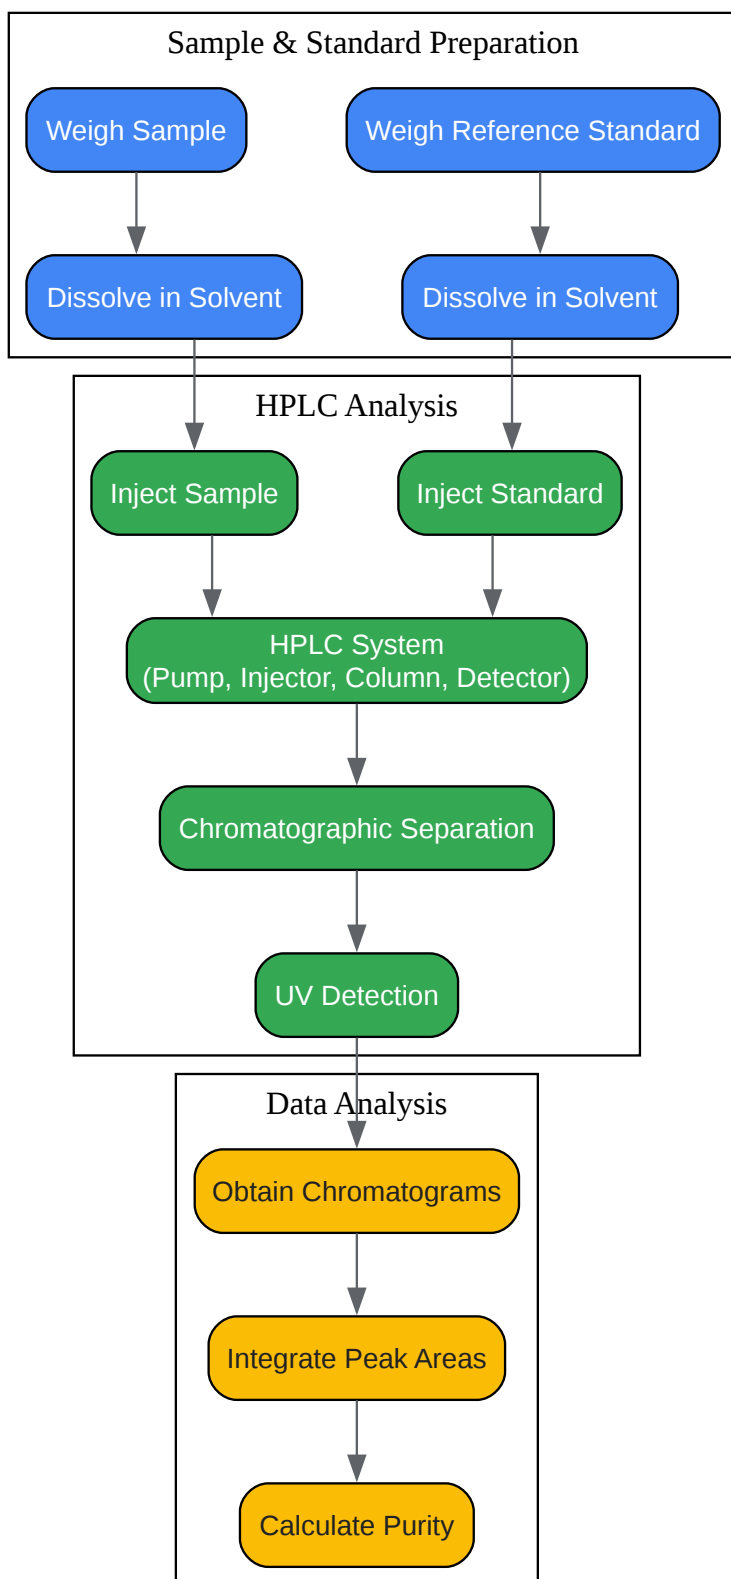 Sample & Standard Preparation
Weigh Sample
Weigh Reference Standard
Dissolve in Solvent
Dissolve in Solvent
HPLC Analysis
Inject Sample
Inject Standard
HPLC System
(Pump, Injector, Column, Detector)
Chromatographic Separation
UV Detection
Data Analysis
Obtain Chromatograms
Integrate Peak Areas
Calculate Purity